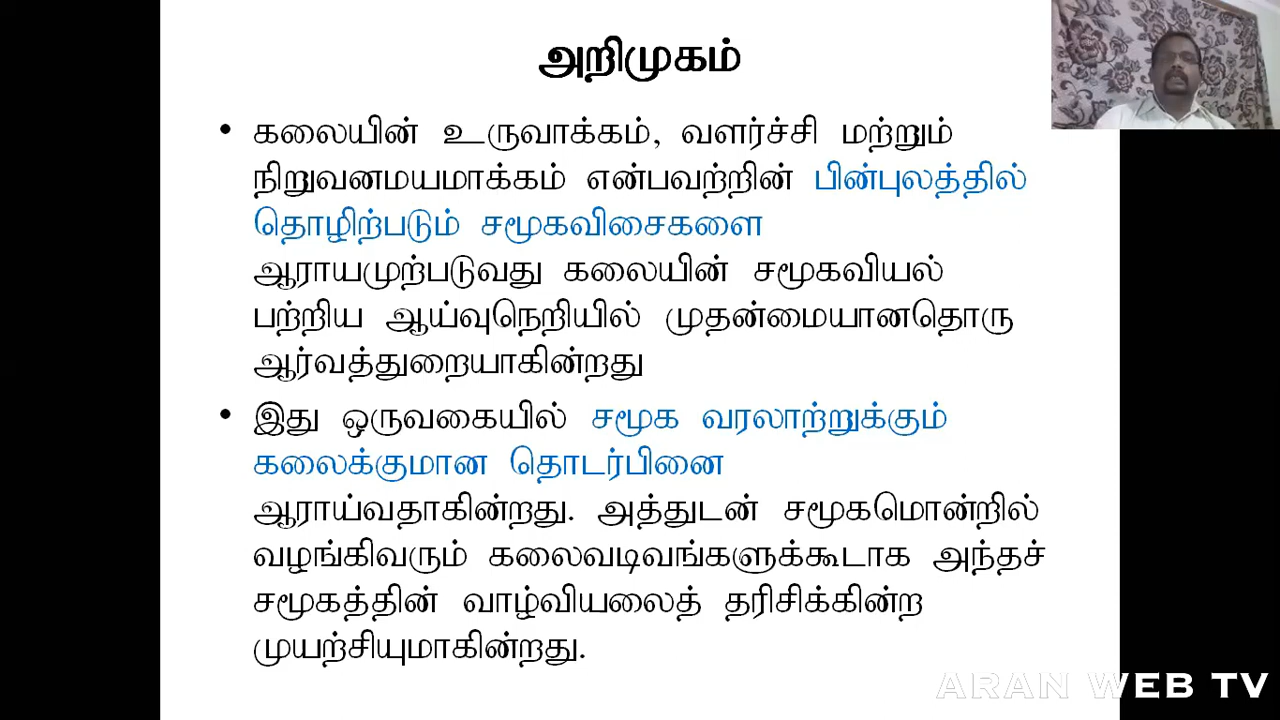 அறிமுகம்
• கலையின் உருவாக்கம், வளர்ச்சி மற்றும்
நிறுவனமயமாக்கம் என்பவற்றின் பின்புலத்தில்
தொழிற்படும் சமூகவிசைகளை
ஆராயமுற்படுவது கலையின் சமூகவியல்
பற்றிய ஆய்வுநெறியில் முதன்மையானதொரு
ஆர்வத்துறையாகின்றது
• இது ஒருவகையில் சமூக வரலாற்றுக்கும்
கலைக்குமான தொடர்பினை
ஆராய்வதாகின்றது. அத்துடன் சமூகமொன்றில்
வழங்கிவரும் கலைவடிவங்களுக்கூடாக அந்தச்
சமூகத்தின் வாழ்வியலைத் தரிசிக்கின்ற
முயற்சியுமாகின்றது.
ARAN WEB TV